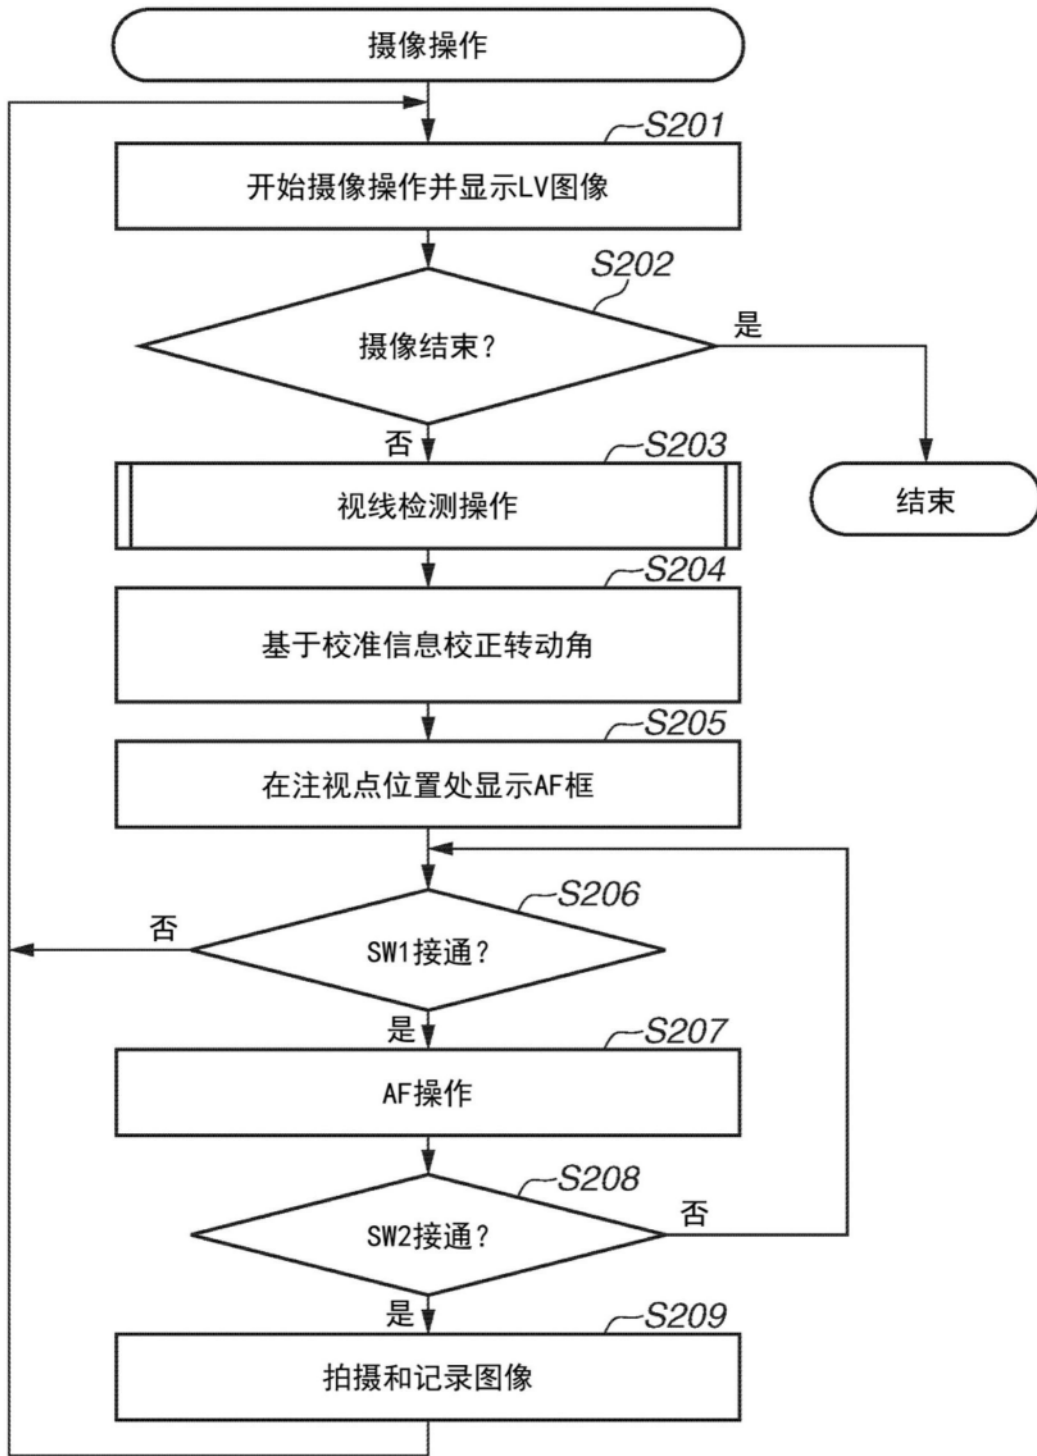 摄像操作
S201
开始摄像操作并显示LV图像
S202
摄像结束?
是
否
S203
视线检测操作
结束
S204
基于校准信息校正转动角
S205
在注视点位置处显示AF框
S206
SW1接通?
否
是
S207
AF操作
S208
SW2接通?
否
是
S209
拍摄和记录图像